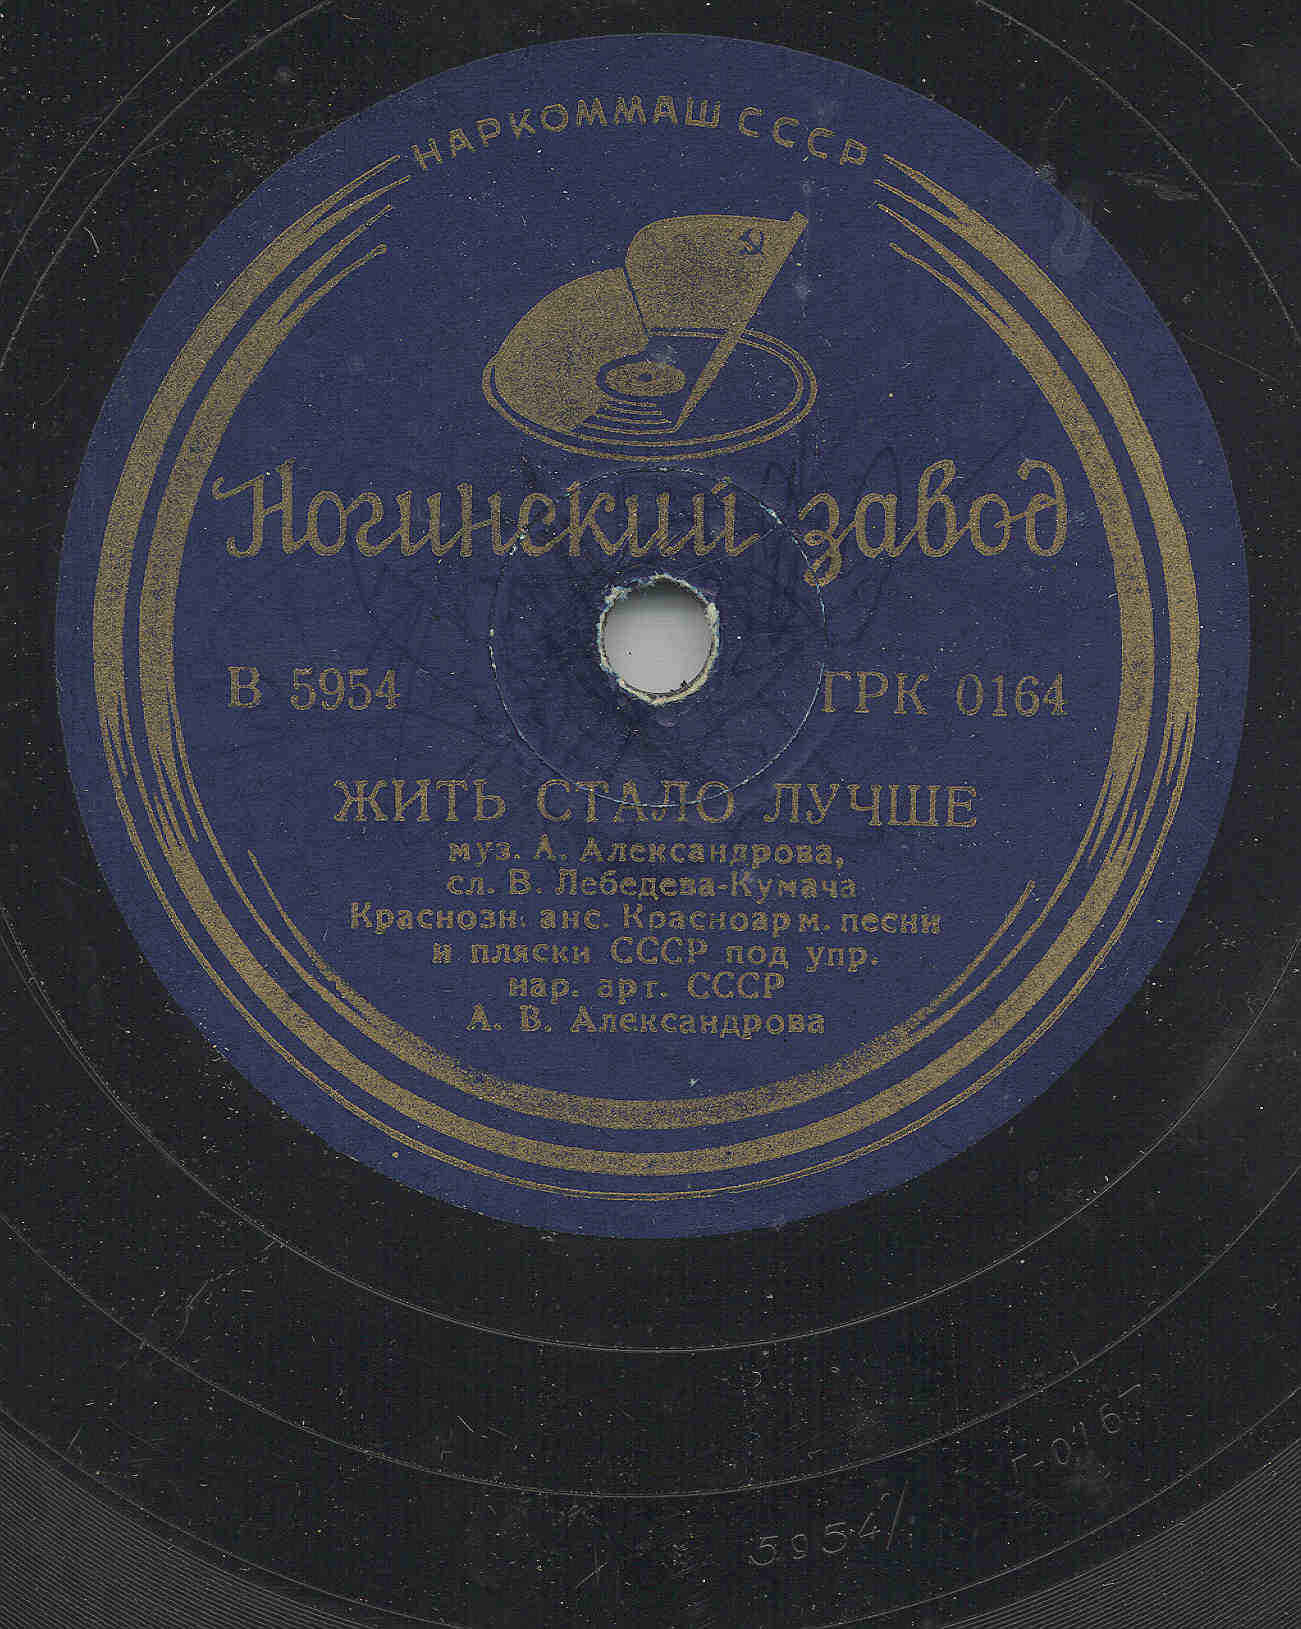 НАРКОММАШ СССР
Ногинский завод
В 5954 ГРК 0164
ЖИТЬ СТАЛО ЛУЧШЕ
муз. А. Александрова,
сл. В. Лебедева-Кумача
Краснозн. анс. Красноарм. песни
и пляски СССР под упр.
нар. арт. СССР
А. В. Александрова
5954/